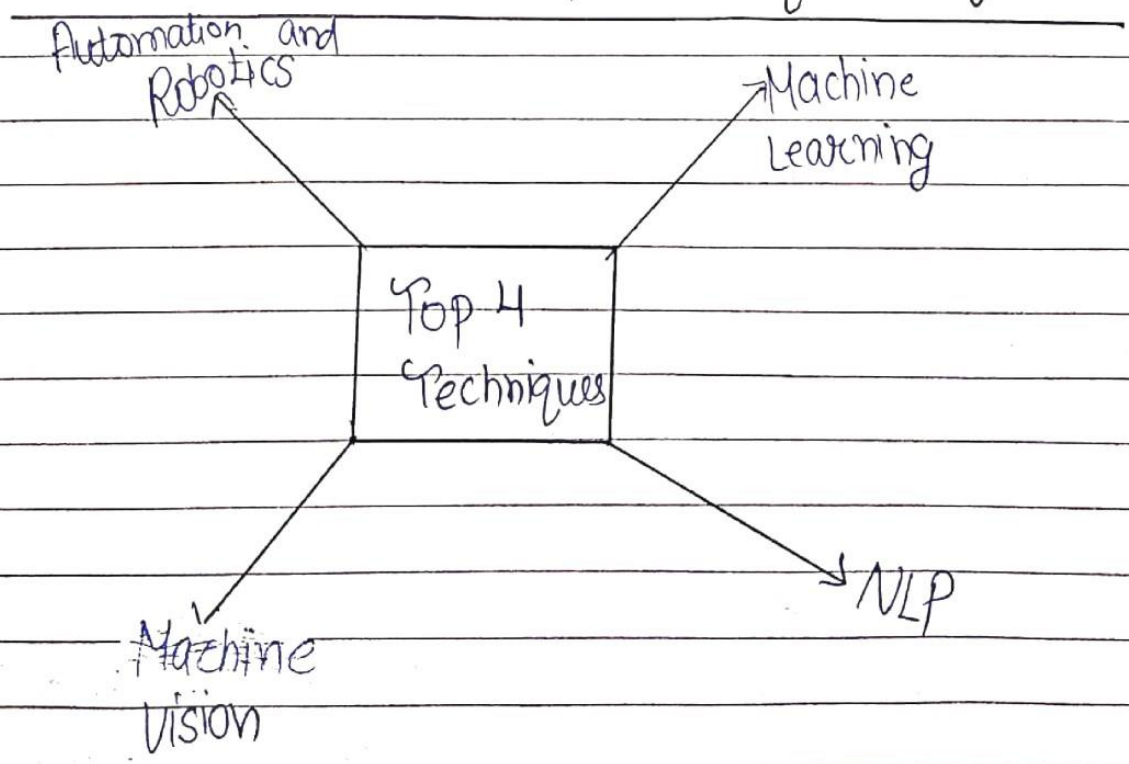 Automation and
Robotics
Machine
Learning
Top 4
Techniques
Machine
Vision
NLP